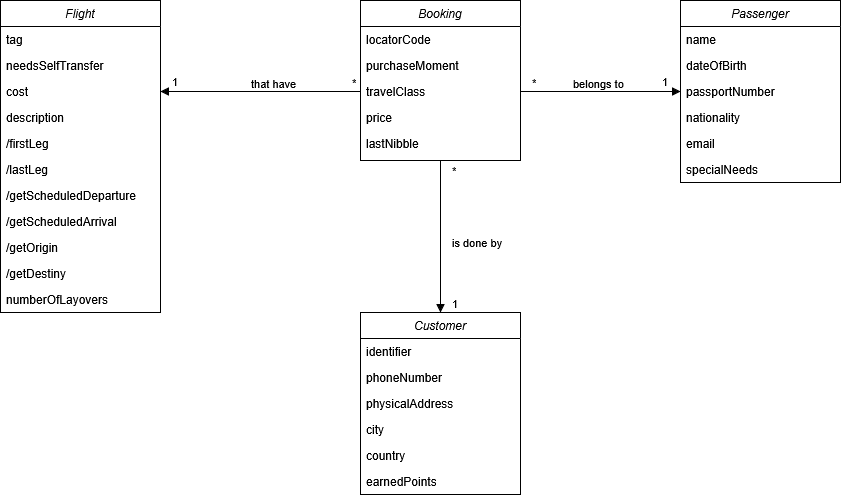 Flight
tag
needsSelfTransfer
cost
description
/firstLeg
/lastLeg
/getScheduledDeparture
/getScheduledArrival
/getOrigin
/getDestiny
numberOfLayovers
1
that have
*
Booking
locatorCode
purchaseMoment
travelClass
price
lastNibble
*
belongs to
1
Passenger
name
dateOfBirth
passportNumber
nationality
email
specialNeeds
*
is done by
1
Customer
identifier
phoneNumber
physicalAddress
city
country
earnedPoints